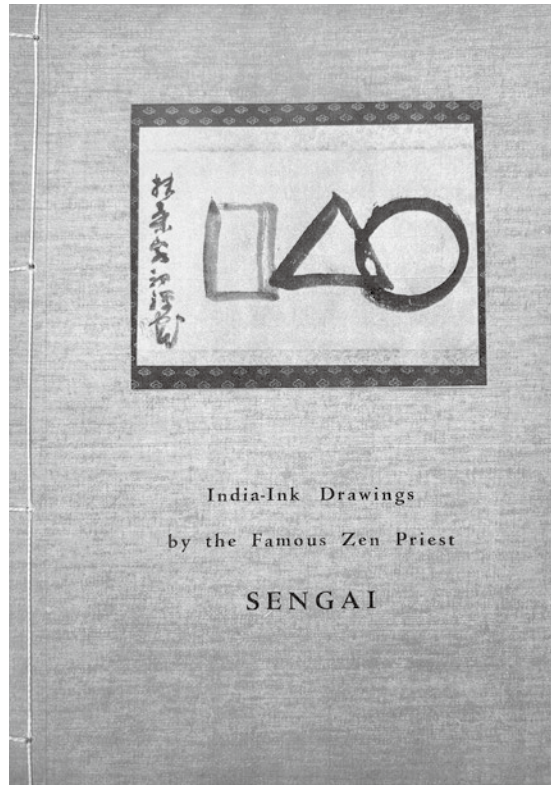 扶桑最初禅窟
India-Ink Drawings
by the Famous Zen Priest
SENGAI